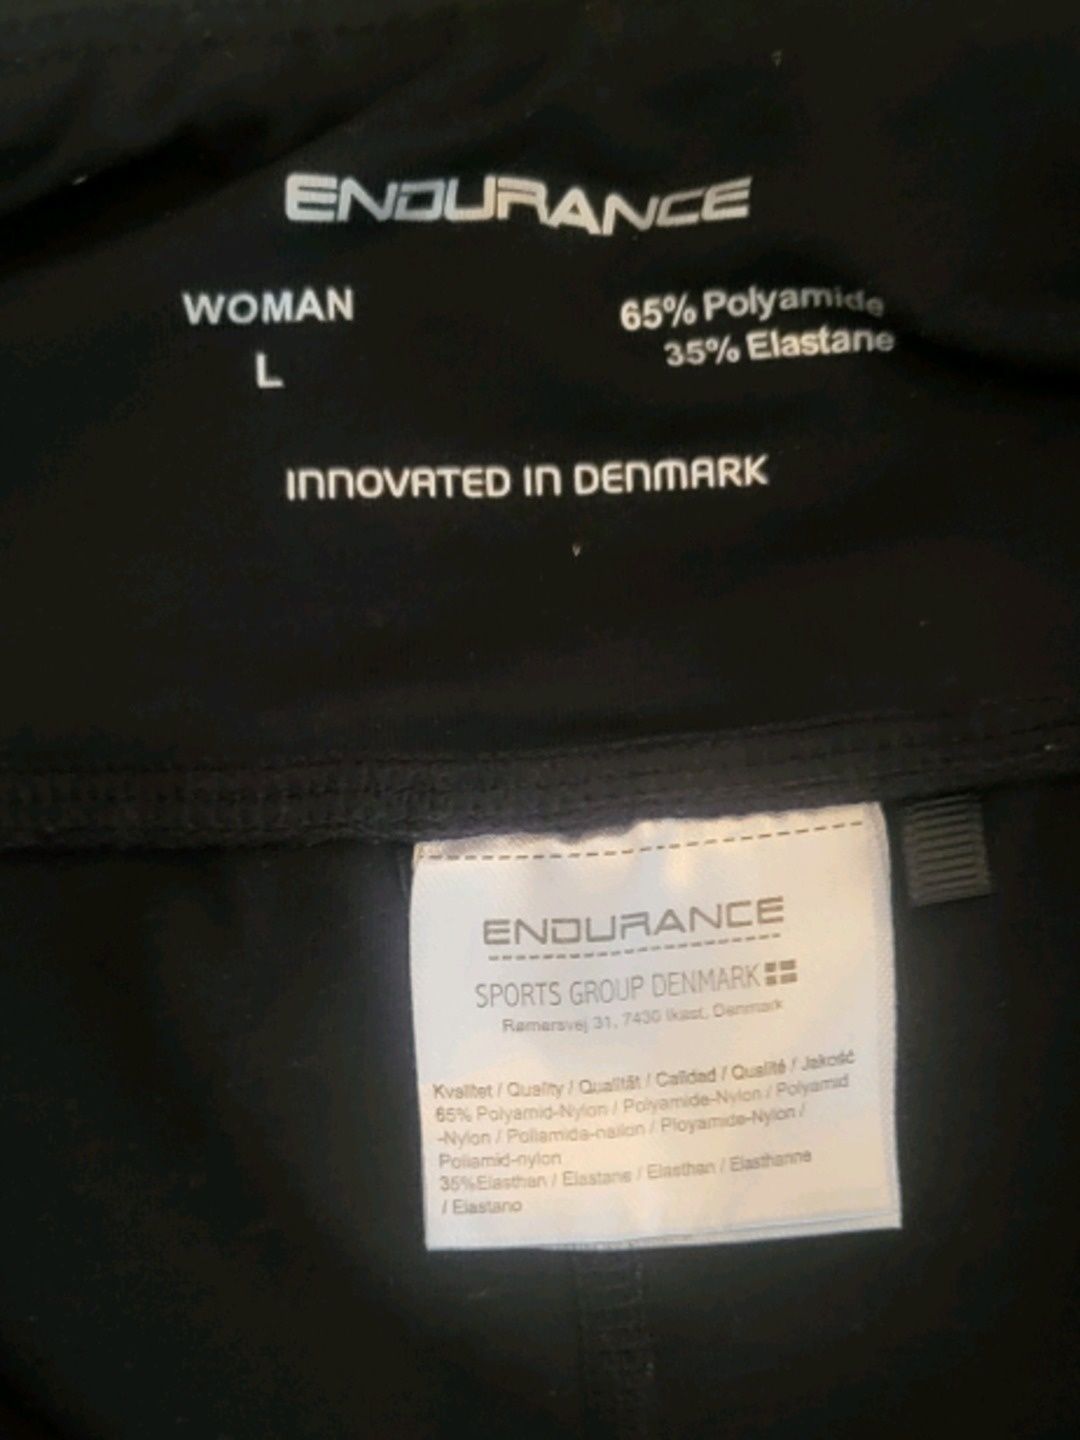 ENDURANCE
WOMAN
L
65% Polyamide
35% Elastane
INNOVATED IN DENMARK
ENDURANCE
SPORTS GROUP DENMARK
Rømersvej 31, 7430 Ikast, Denmark
Kvalitet / Quality / Qualität / Calidad / Qualité / Jakość
65% Polyamid-Nylon / Polyamide-Nylon / Polyamid
-Nylon / Poliamida-nailon / Ployamide-Nylon /
Poliamid-nylon
35%Elasthan / Elastane / Elasthan / Elasthanne
/ Elastano